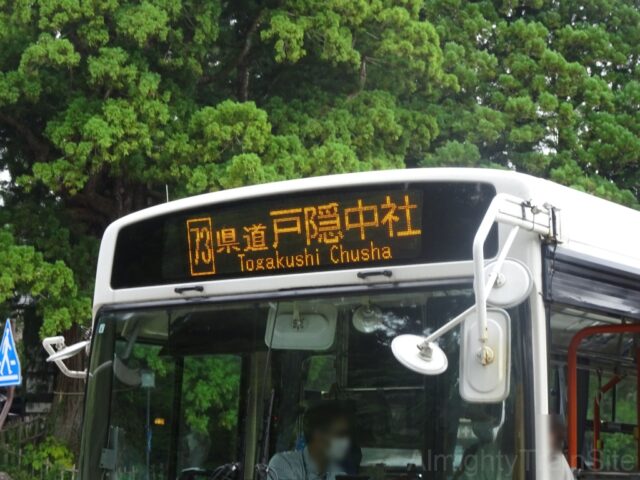 73 県道 戸隠中社
Togakushi Chusha
AlmightyTrainSite